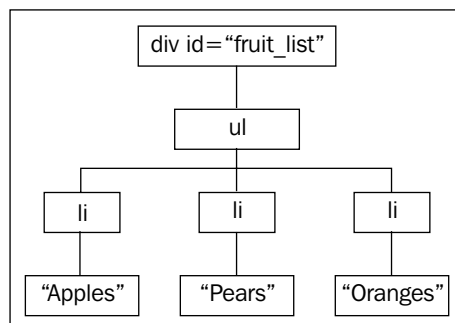 div id=“fruit_list”
ul
li li li
“Apples” “Pears” “Oranges”